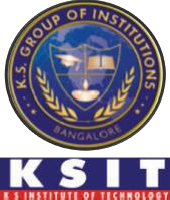 K.S. GROUP OF INSTITUTIONS
BANGALORE
KSIT
K S INSTITUTE OF TECHNOLOGY